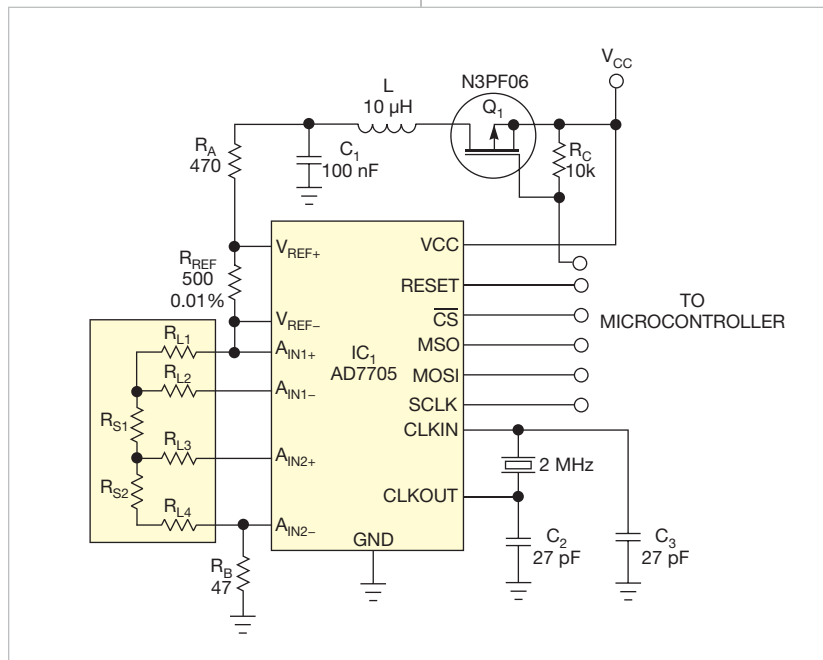 VCC
N3PF06
L
10 µH
Q1
RA
470
C1
100 nF
RC
10k
VREF+
VCC
RREF
500
0.01%
RESET
VREF–
CS
TO
MICROCONTROLLER
RL1
AIN1+
IC1
AD7705
MSO
RL2
AIN1–
MOSI
RS1
SCLK
RL3
AIN2+
CLKIN
RS2
2 MHz
RL4
AIN2–
CLKOUT
GND
C2
27 pF
C3
27 pF
RB
47